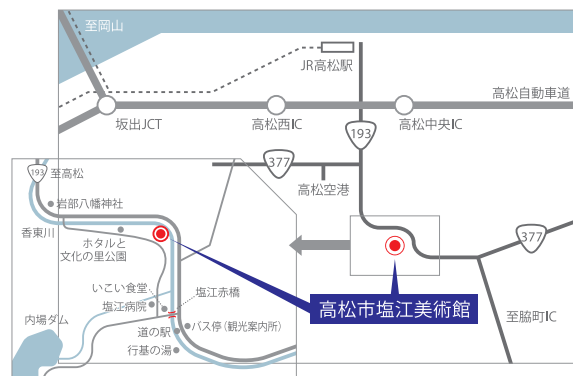 至岡山
JR高松駅
高松自動車道
坂出JCT
高松西IC
高松中央IC
193
377
高松空港
193
至高松
岩部八幡神社
香東川
ホタルと
文化の里公園
377
高松市塩江美術館
いこい食堂
塩江病院
塩江赤橋
内場ダム
道の駅
バス停(観光案内所)
行基の湯
至脇町IC